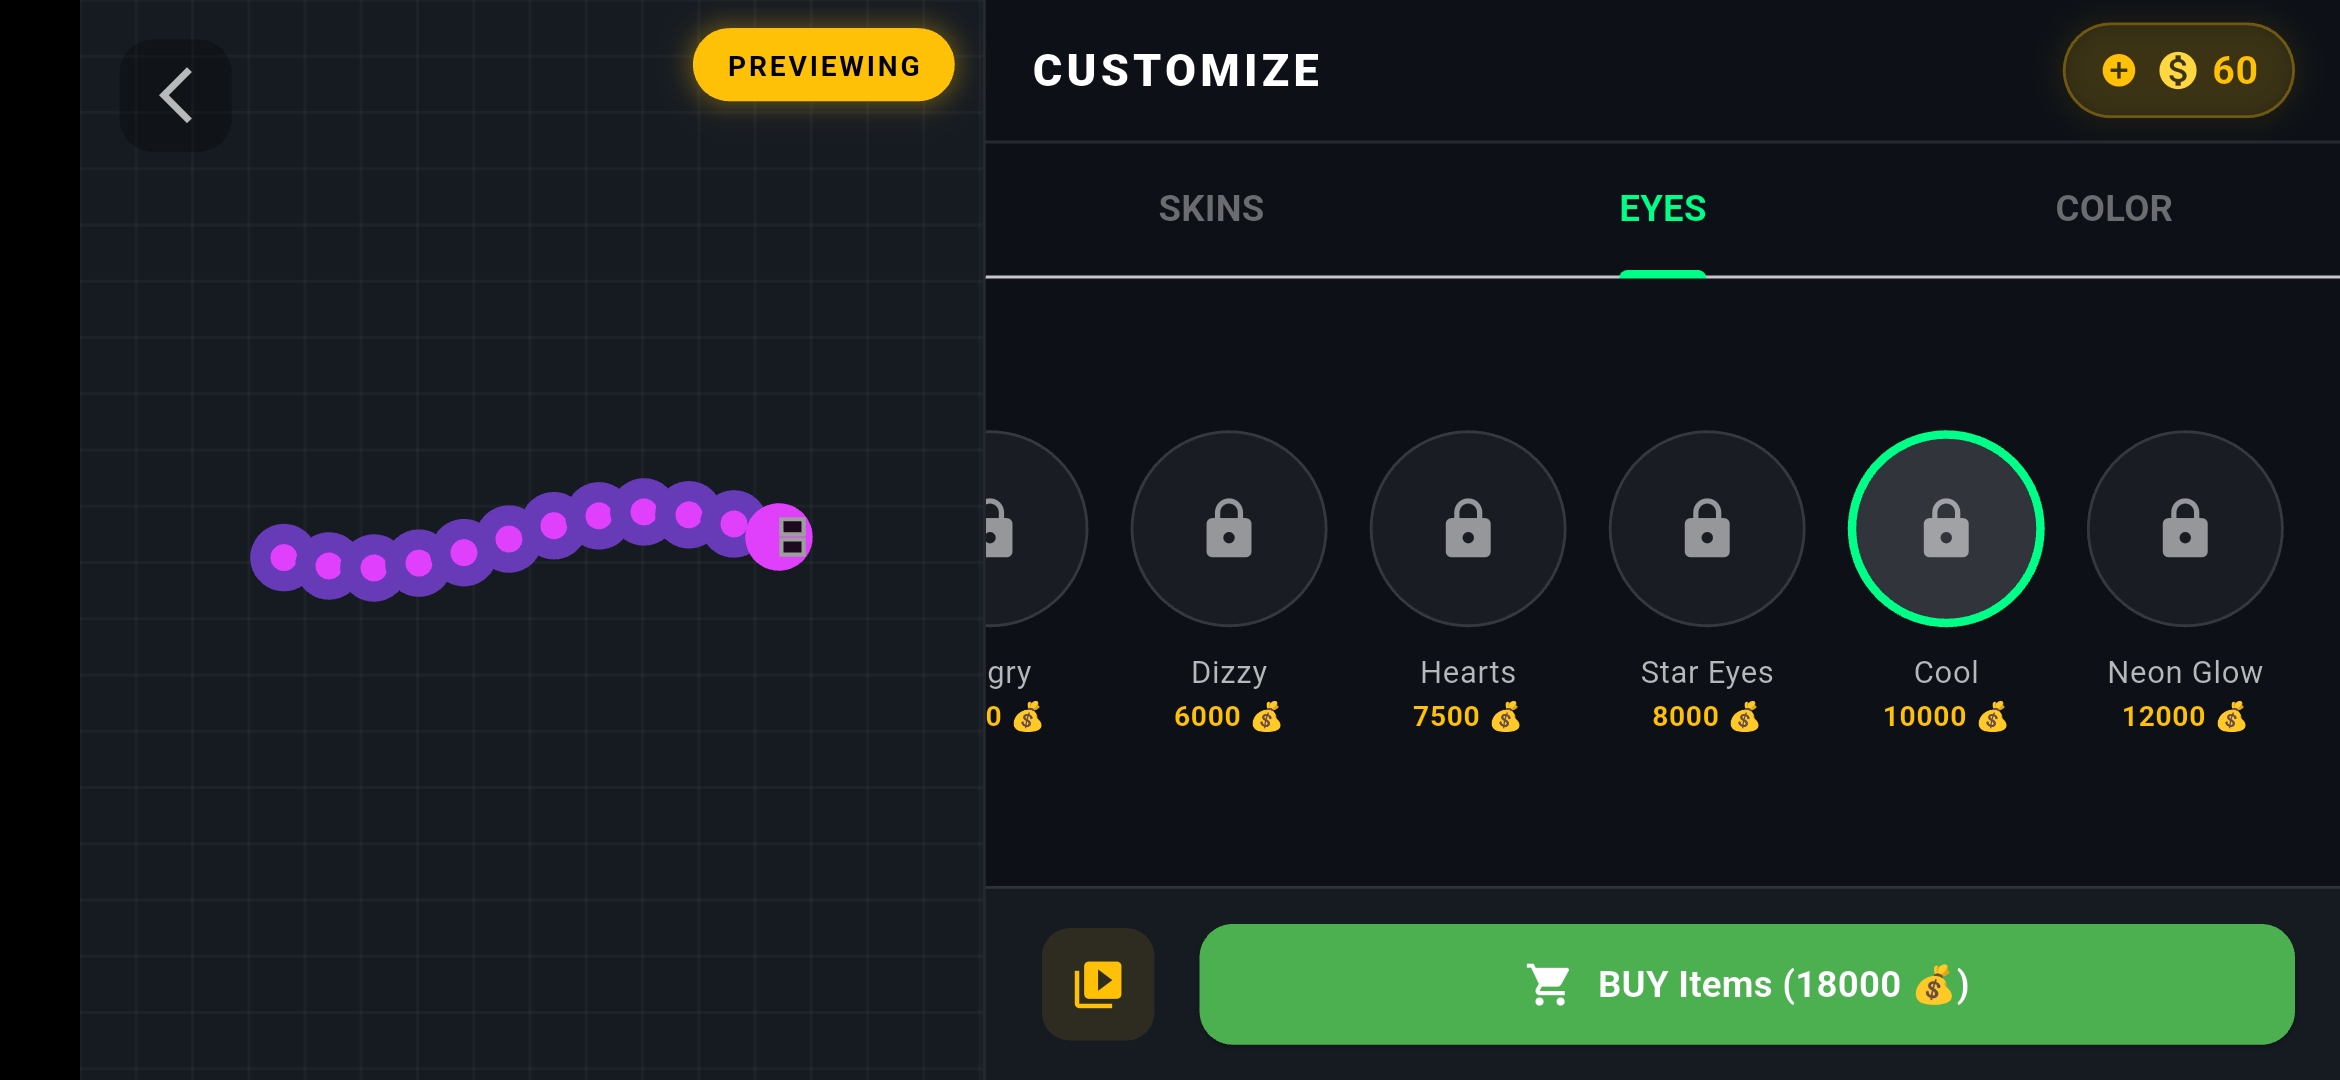 PREVIEWING
CUSTOMIZE
60
SKINS EYES COLOR
gry Dizzy Hearts Star Eyes Cool Neon Glow
0 💰 6000 💰 7500 💰 8000 💰 10000 💰 12000 💰
BUY Items (18000 💰)